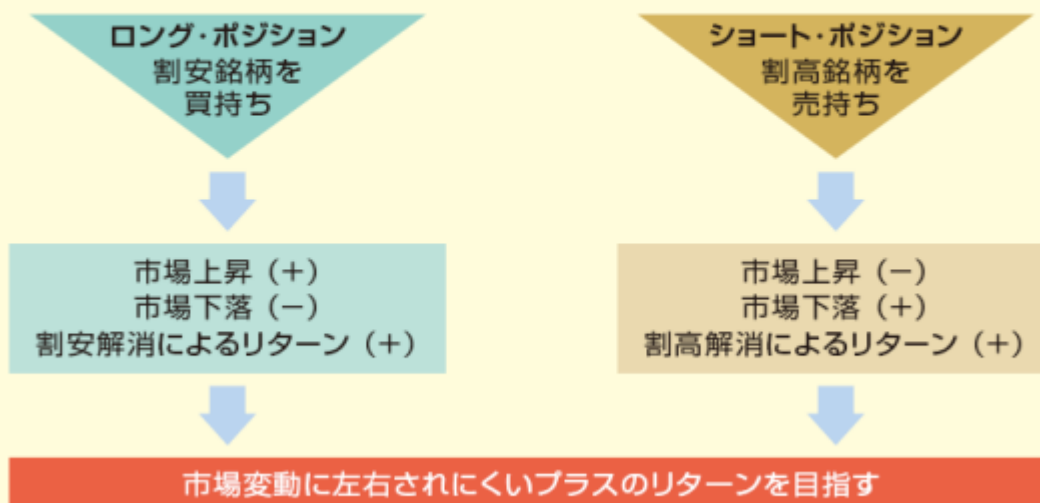 ロング・ポジション
割安銘柄を
買持ち
ショート・ポジション
割高銘柄を
売持ち
市場上昇（+）
市場下落（−）
割安解消によるリターン（+）
市場上昇（−）
市場下落（+）
割高解消によるリターン（+）
市場変動に左右されにくいプラスのリターンを目指す